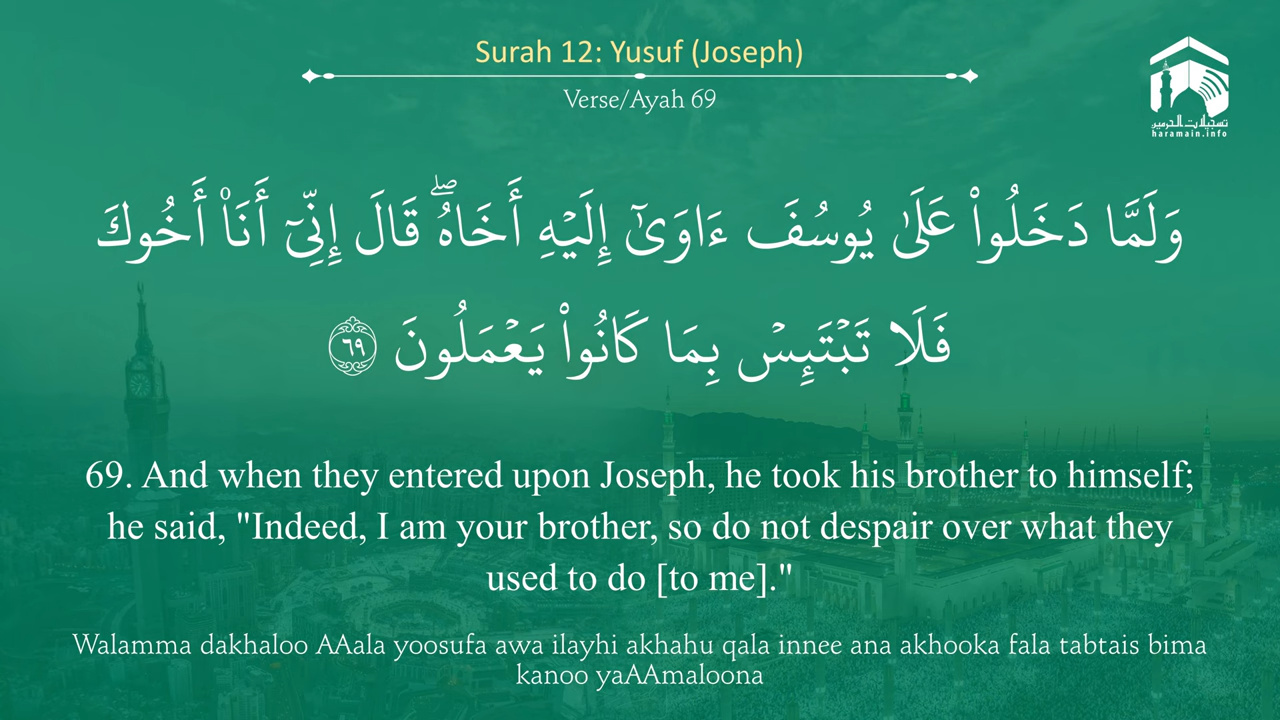 Surah 12: Yusuf (Joseph)
Verse/Ayah 69
تسجيلات الحرمين
haramain.info
وَلَمَّا دَخَلُوا۟ عَلَىٰ يُوسُفَ ءَاوَىٰٓ إِلَيْهِ أَخَاهُ ۖ قَالَ إِنِّىٓ أَنَا۠ أَخُوكَ
فَلَا تَبْتَئِسْ بِمَا كَانُوا۟ يَعْمَلُونَ ٦٩
69. And when they entered upon Joseph, he took his brother to himself;
he said, "Indeed, I am your brother, so do not despair over what they
used to do [to me]."
Walamma dakhaloo AAala yoosufa awa ilayhi akhahu qala innee ana akhooka fala tabtais bima
kanoo yaAAmaloona